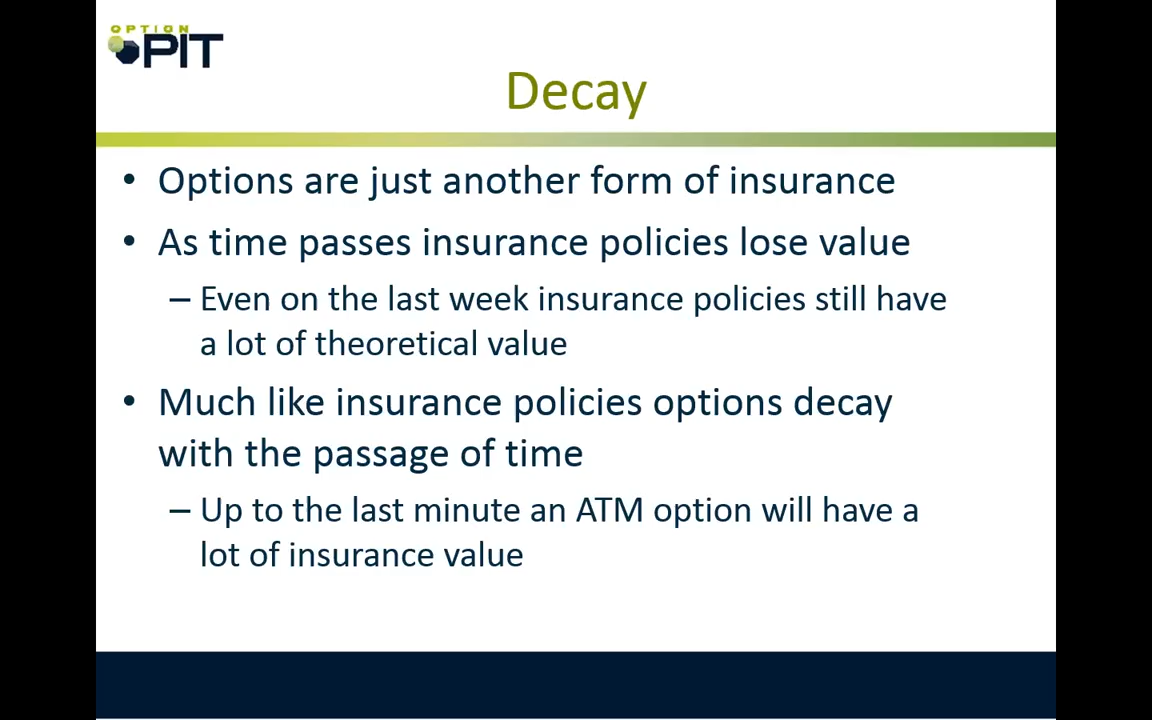 OPTION
PIT
Decay
• Options are just another form of insurance
• As time passes insurance policies lose value
– Even on the last week insurance policies still have
a lot of theoretical value
• Much like insurance policies options decay
with the passage of time
– Up to the last minute an ATM option will have a
lot of insurance value